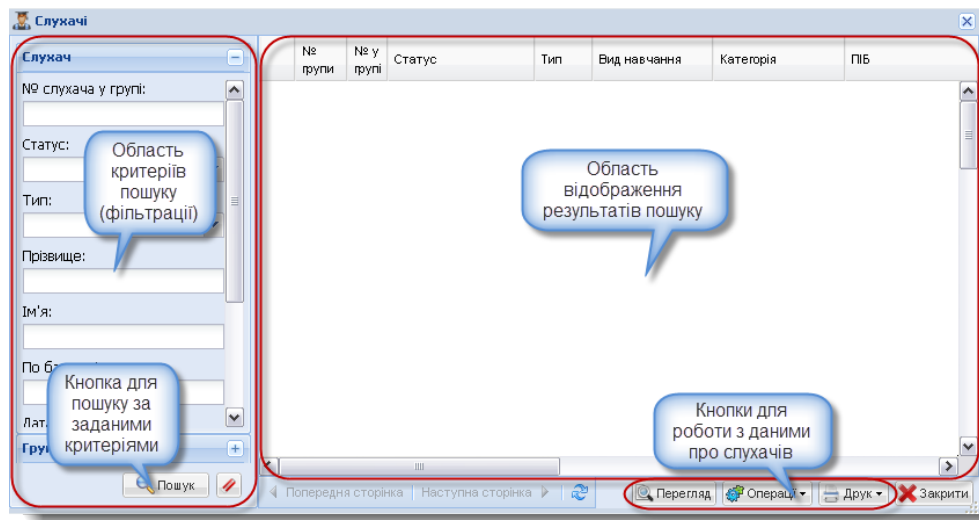 Слухачі
Слухач
№ слухача у групі:
Статус:
Тип:
Прізвище:
Ім'я:
По ба
Область
критеріїв
пошуку
(фільтрації)
Кнопка для
пошуку за
заданими
критеріями
Пошук
№ групи
№ у групі
Статус
Тип
Вид навчання
Категорія
ПІБ
Область
відображення
результатів пошуку
Кнопки для
роботи з даними
про слухачів
Попередня сторінка
Наступна сторінка
Перегляд
Операції
Друк
Закрити